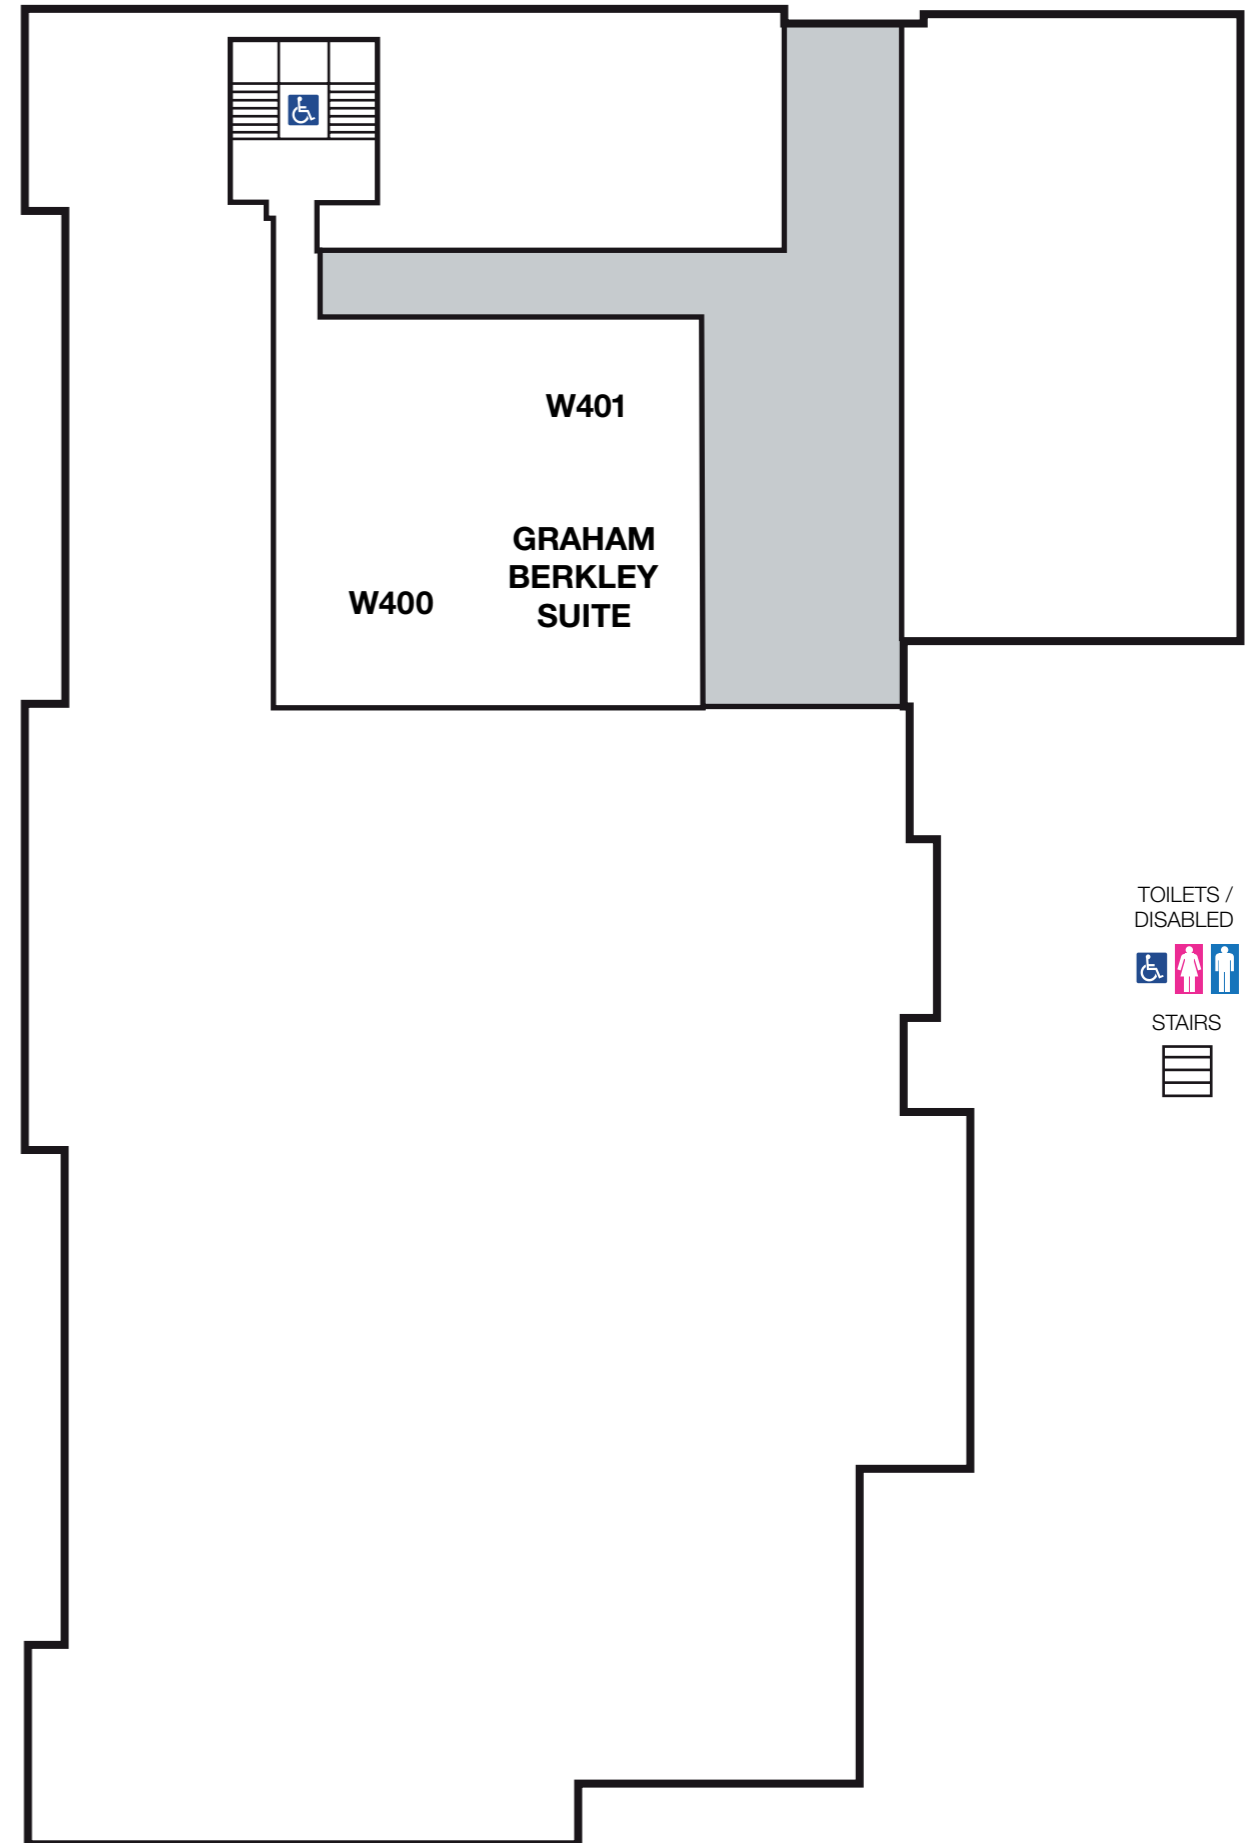 W401
GRAHAM
BERKLEY
SUITE
W400
TOILETS /
DISABLED
STAIRS